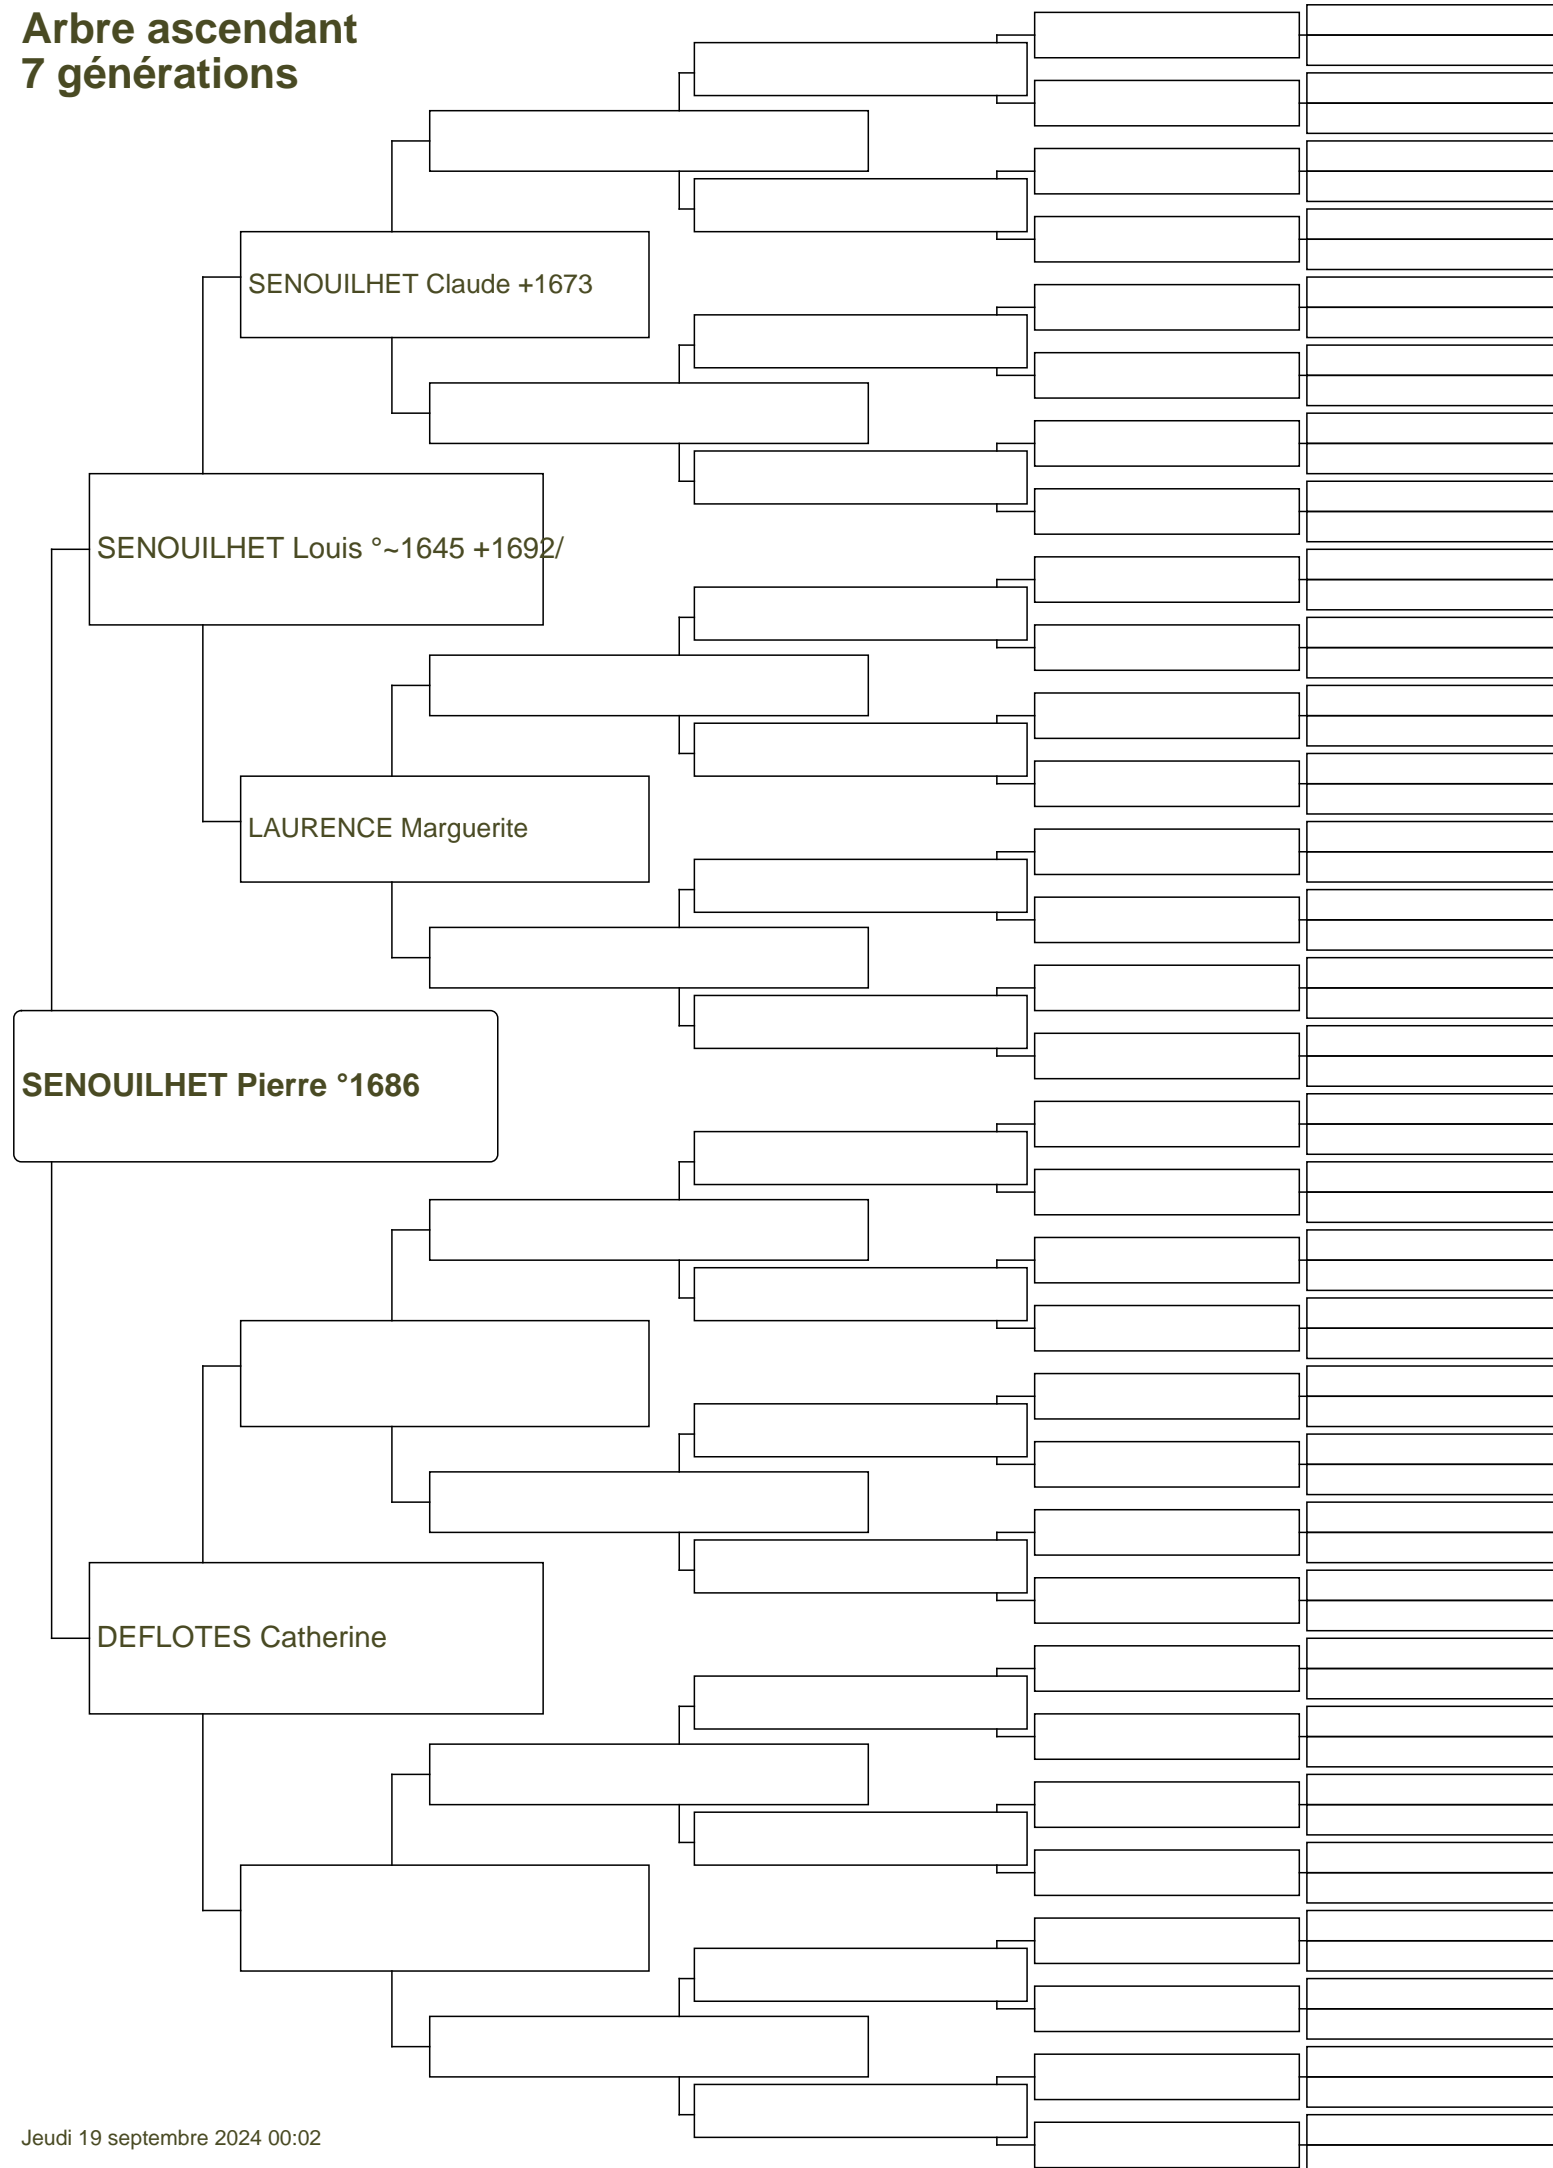 Arbre ascendant
7 générations
SENOUILHET Claude +1673
SENOUILHET Louis °~1645 +1692/
LAURENCE Marguerite
SENOUILHET Pierre °1686
DEFLOTES Catherine
Jeudi 19 septembre 2024 00:02